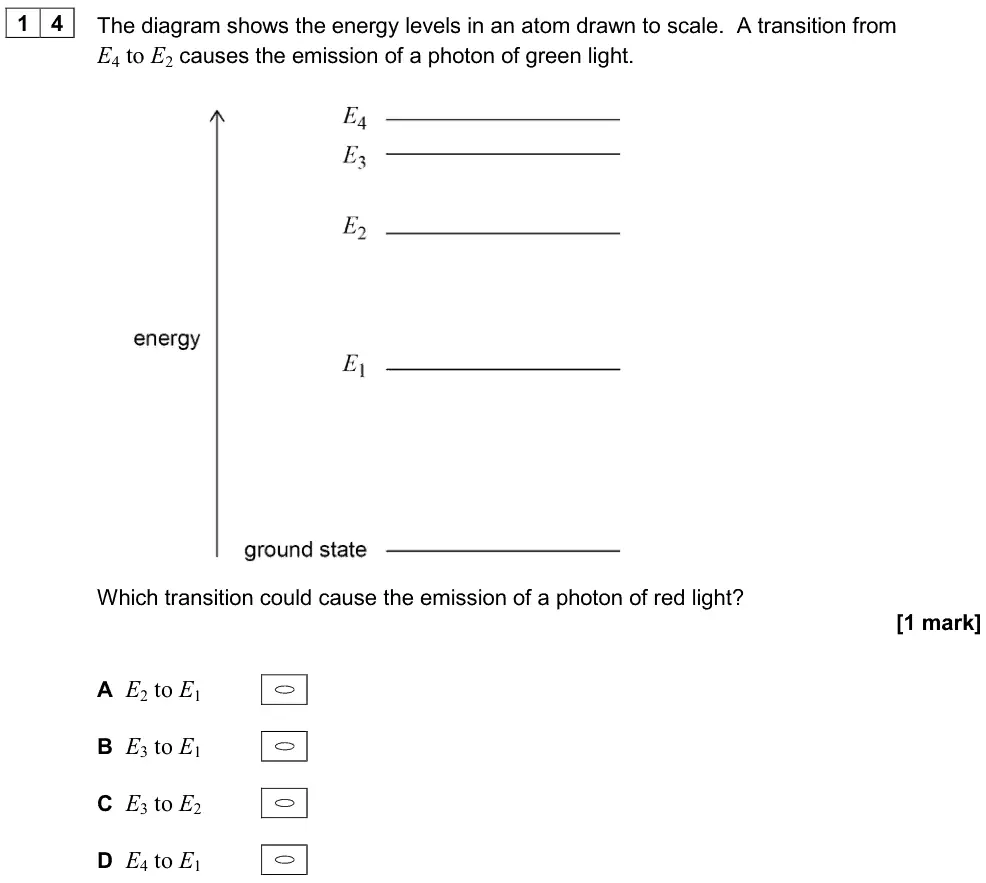 1 4 The diagram shows the energy levels in an atom drawn to scale. A transition from
E₄ to E₂ causes the emission of a photon of green light.
E₄
E₃
E₂
energy
E₁
ground state
Which transition could cause the emission of a photon of red light?
[1 mark]
A E₂ to E₁
B E₃ to E₁
C E₃ to E₂
D E₄ to E₁